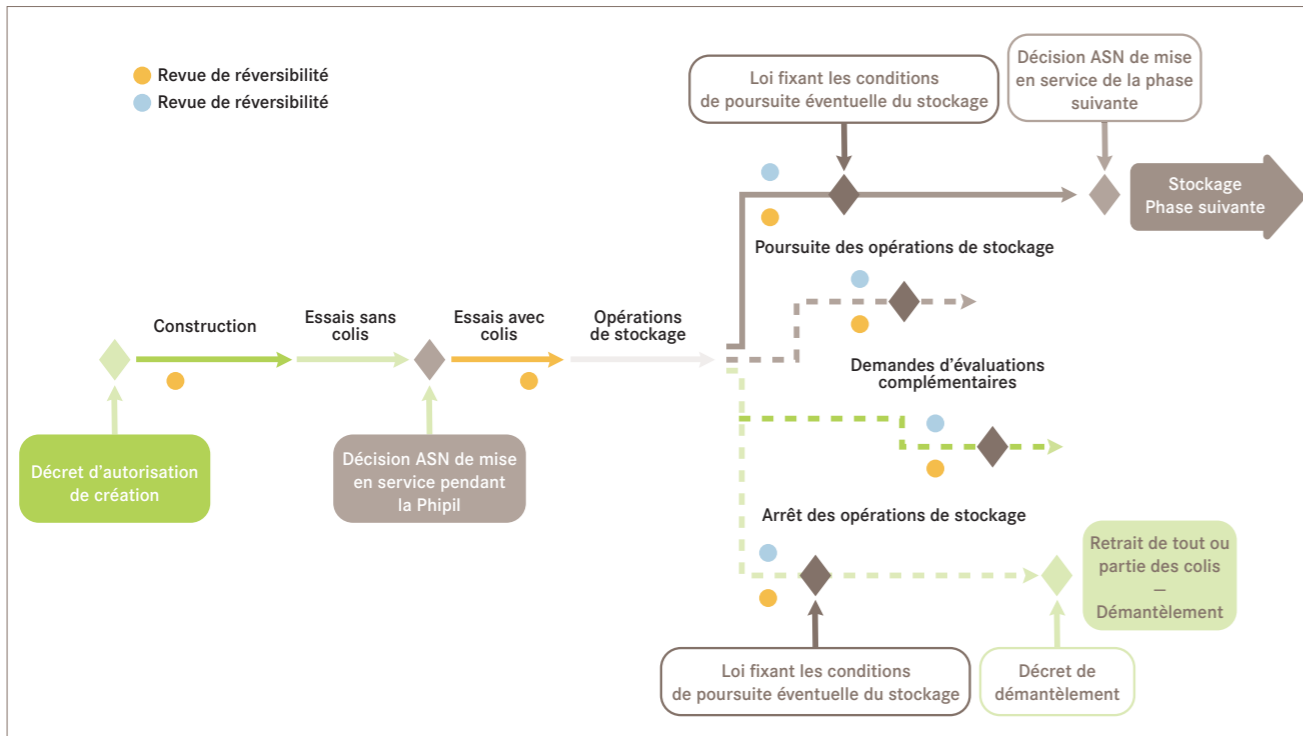 Revue de réversibilité
Revue de réversibilité
Loi fixant les conditions
de poursuite éventuelle du stockage
Décision ASN de mise
en service de la phase
suivante
Stockage
Phase suivante
Poursuite des opérations de stockage
Construction
Essais sans
colis
Essais avec
colis
Opérations
de stockage
Demandes d'évaluations
complémentaires
Décret d'autorisation
de création
Décision ASN de mise
en service pendant
la Phipil
Arrêt des opérations de stockage
Retrait de tout ou
partie des colis
—
Démantèlement
Loi fixant les conditions
de poursuite éventuelle du stockage
Décret de
démantèlement